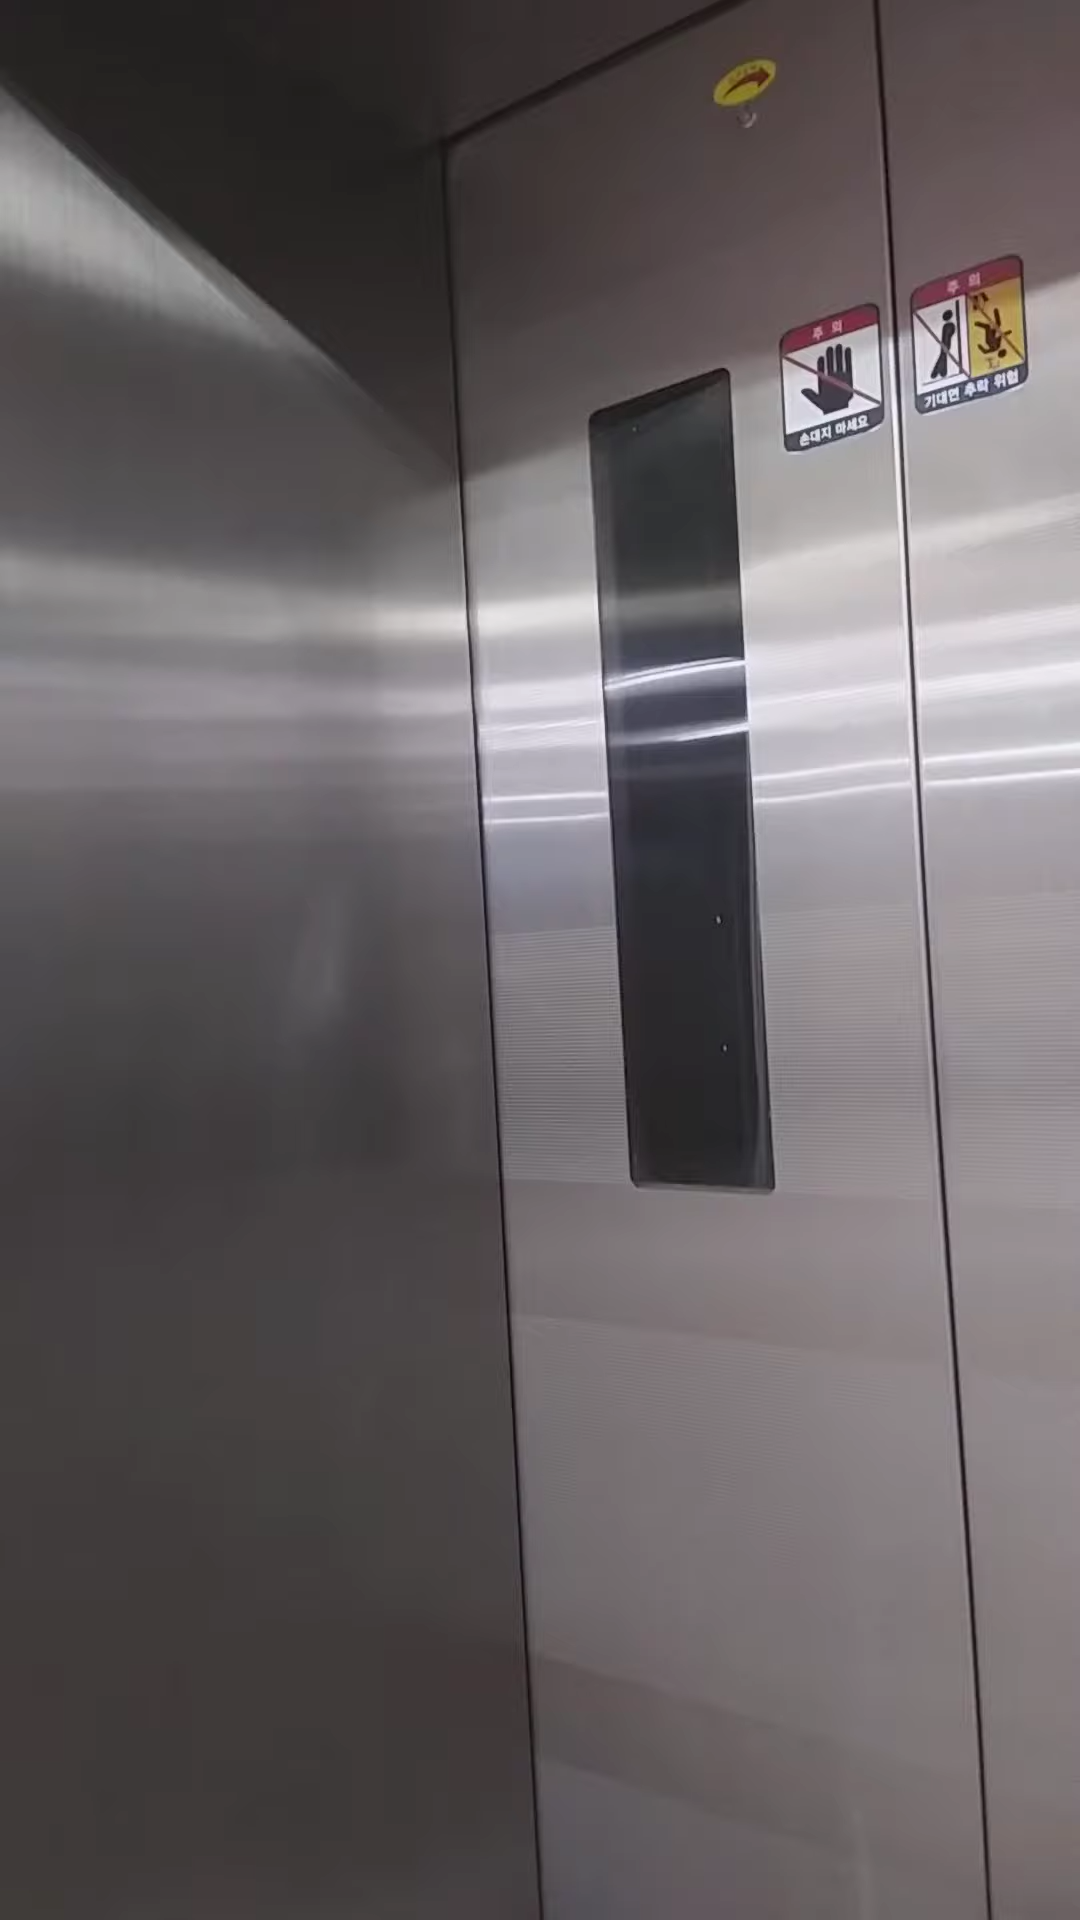 주의
손대지 마세요
주의
기대면 추락 위험